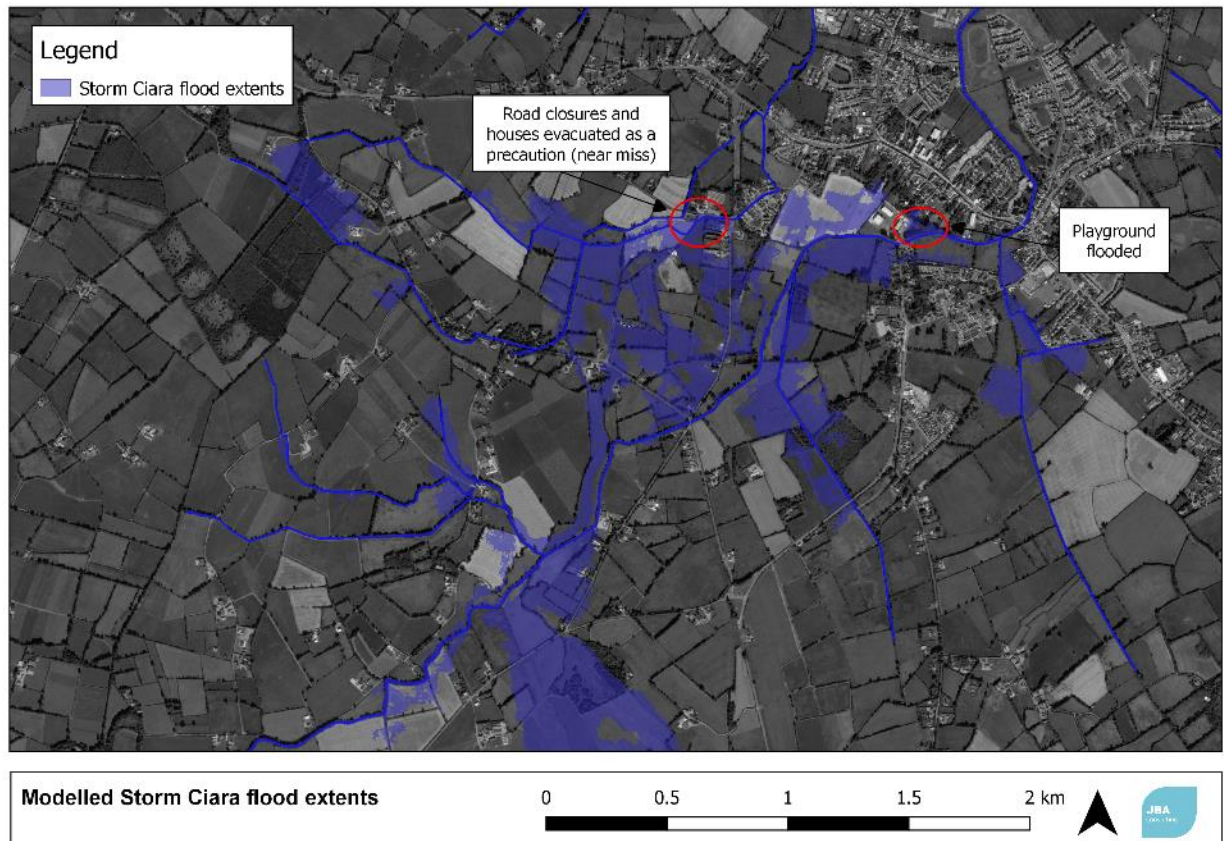 Legend
Storm Ciara flood extents
Road closures and
houses evacuated as a
precaution (near miss)
Playground
flooded
Modelled Storm Ciara flood extents
0 0.5 1 1.5 2 km
JBA
consulting